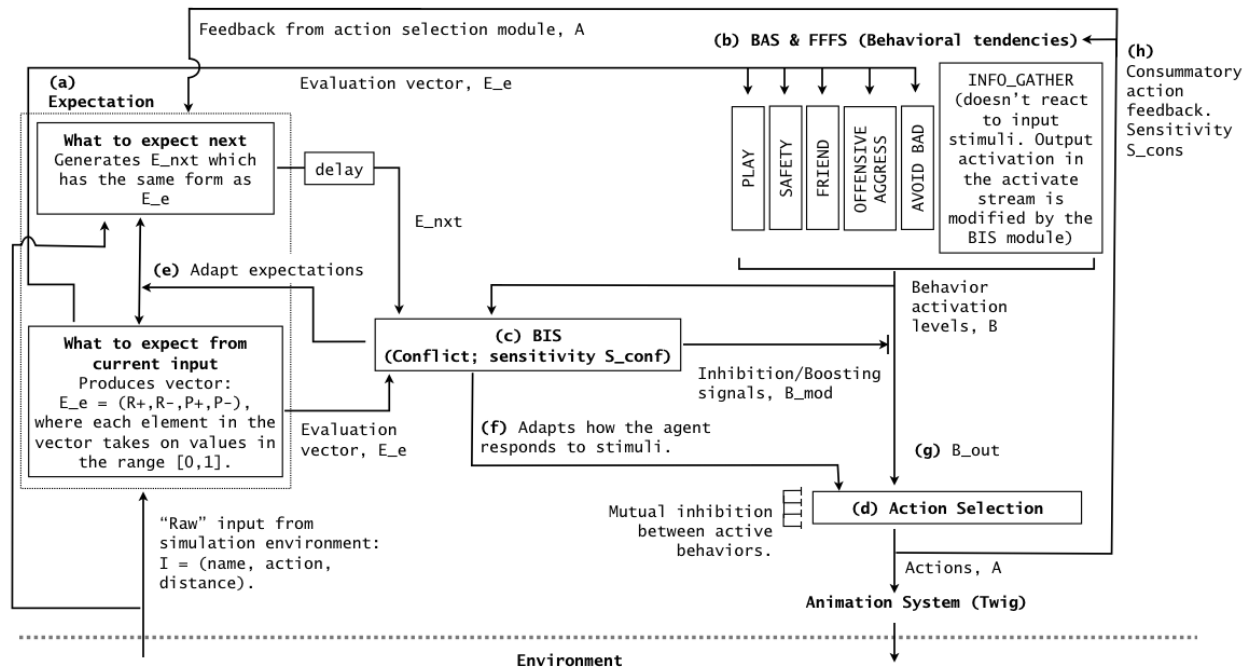 Feedback from action selection module, A
(b) BAS & FFFS (Behavioral tendencies)
(h)
Consummatory
action
feedback.
Sensitivity
S_cons
(a)
Expectation
Evaluation vector, E_e
What to expect next
Generates E_nxt which
has the same form as
E_e
delay
E_nxt
PLAY
SAFETY
FRIEND
OFFENSIVE
AGGRESS
AVOID BAD
INFO_GATHER
(doesn't react
to input
stimuli. Output
activation in
the activate
stream is
modified by the
BIS module)
(e) Adapt expectations
Behavior
activation
levels, B
What to expect from
current input
Produces vector:
E_e = (R+,R-,P+,P-),
where each element in the
vector takes on values in
the range [0,1].
(c) BIS
(Conflict; sensitivity S_conf)
Inhibition/Boosting
signals, B_mod
Evaluation
vector, E_e
(f) Adapts how the agent
responds to stimuli.
(g) B_out
(d) Action Selection
Mutual inhibition
between active
behaviors.
“Raw” input from
simulation environment:
I = (name, action,
distance).
Actions, A
Animation System (Twig)
Environment